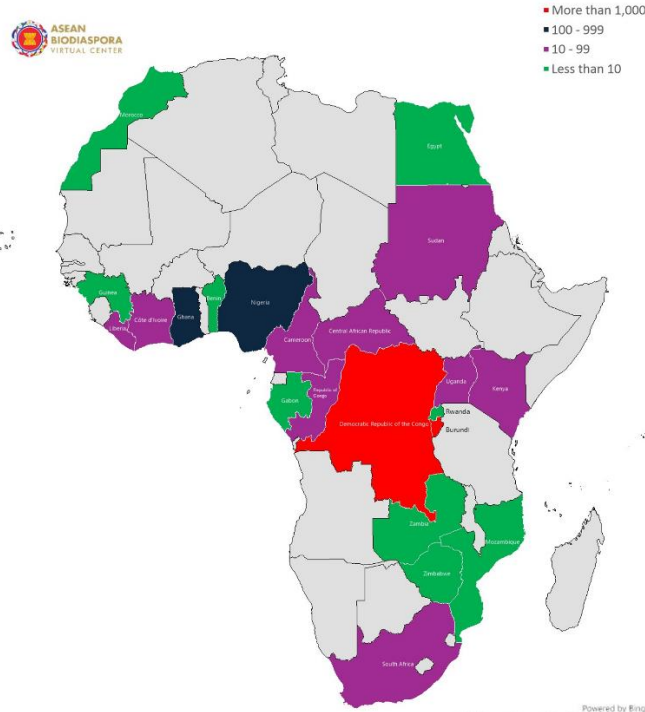 ASEAN
BIODIASPORA
VIRTUAL CENTER
More than 1,000
100 - 999
10 - 99
Less than 10
Morocco
Egypt
Sudan
Guinea
Liberia
Côte d'Ivoire
Ghana
Benin
Nigeria
Cameroon
Central African Republic
Gabon
Republic of
Congo
Democratic Republic of the Congo
Uganda
Kenya
Rwanda
Burundi
Zambia
Mozambique
Zimbabwe
South Africa
Powered by Bing